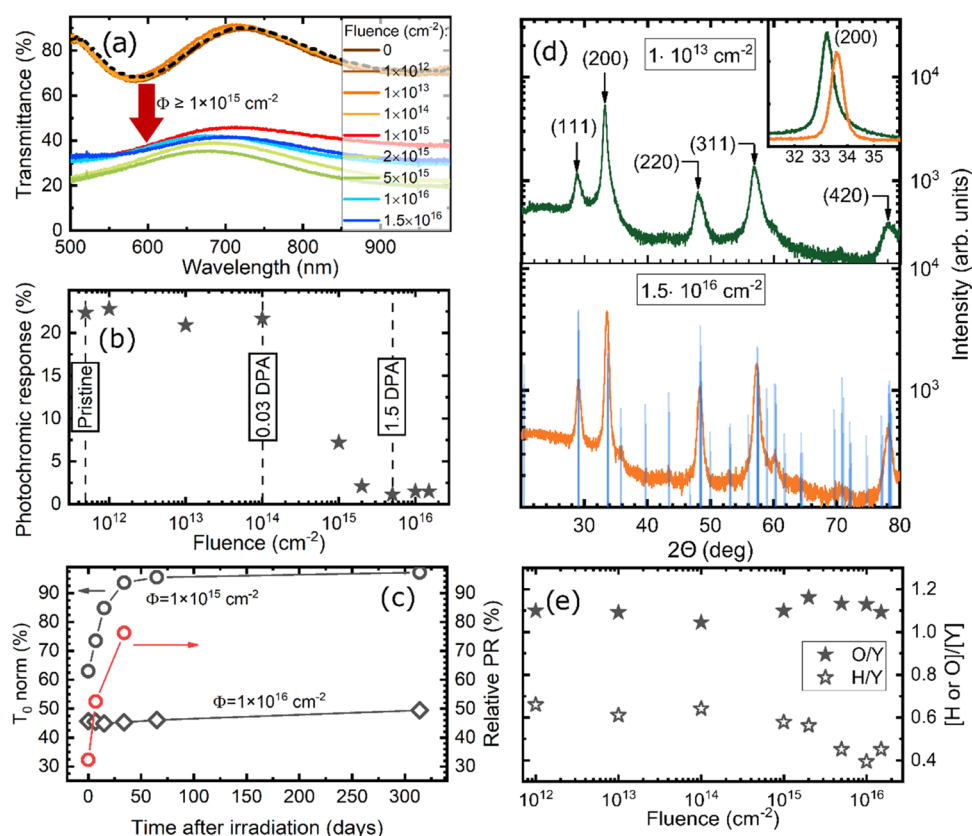 (a)
Fluence (cm⁻²):
0
1×10¹²
1×10¹³
1×10¹⁴
1×10¹⁵
2×10¹⁵
5×10¹⁵
1×10¹⁶
1.5×10¹⁶
Φ ≥ 1×10¹⁵ cm⁻²
Transmittance (%)
80
60
40
20
0
500 600 700 800 900
Wavelength (nm)
(b)
Photochromic response (%)
20
15
10
5
0
Pristine
0.03 DPA
1.5 DPA
10¹² 10¹³ 10¹⁴ 10¹⁵ 10¹⁶
Fluence (cm⁻²)
(c)
T₀ norm (%)
90
80
70
60
50
40
30
Φ=1×10¹⁵ cm⁻²
Φ=1×10¹⁶ cm⁻²
90
80
70
60
50
40
30
Relative PR (%)
0 50 100 150 200 250 300
Time after irradiation (days)
(d)
1· 10¹³ cm⁻²
(111)
(200)
(220)
(311)
(420)
(200)
32 33 34 35
10⁴
10³
1.5· 10¹⁶ cm⁻²
10⁴
10³
Intensity (arb. units)
30 40 50 60 70 80
2Θ (deg)
(e)
O/Y
H/Y
1.2
1.0
0.8
0.6
0.4
[H or O]/[Y]
10¹² 10¹³ 10¹⁴ 10¹⁵ 10¹⁶
Fluence (cm⁻²)